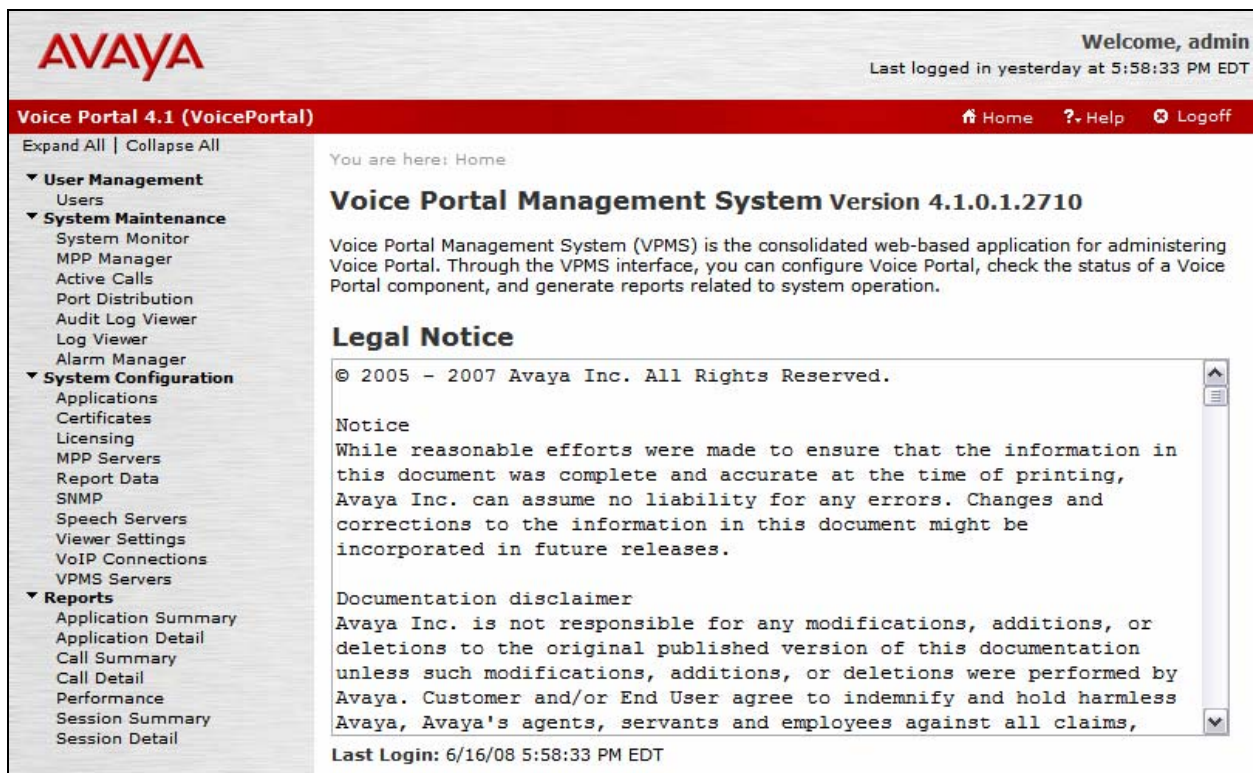 AVAYA
Welcome, admin
Last logged in yesterday at 5:58:33 PM EDT
Voice Portal 4.1 (VoicePortal)
Home ? Help Logoff
Expand All | Collapse All
User Management
Users
System Maintenance
System Monitor
MPP Manager
Active Calls
Port Distribution
Audit Log Viewer
Log Viewer
Alarm Manager
System Configuration
Applications
Certificates
Licensing
MPP Servers
Report Data
SNMP
Speech Servers
Viewer Settings
VoIP Connections
VPMS Servers
Reports
Application Summary
Application Detail
Call Summary
Call Detail
Performance
Session Summary
Session Detail
You are here: Home
Voice Portal Management System Version 4.1.0.1.2710
Voice Portal Management System (VPMS) is the consolidated web-based application for administering
Voice Portal. Through the VPMS interface, you can configure Voice Portal, check the status of a Voice
Portal component, and generate reports related to system operation.
Legal Notice
© 2005 - 2007 Avaya Inc. All Rights Reserved.
Notice
While reasonable efforts were made to ensure that the information in
this document was complete and accurate at the time of printing,
Avaya Inc. can assume no liability for any errors. Changes and
corrections to the information in this document might be
incorporated in future releases.
Documentation disclaimer
Avaya Inc. is not responsible for any modifications, additions, or
deletions to the original published version of this documentation
unless such modifications, additions, or deletions were performed by
Avaya. Customer and/or End User agree to indemnify and hold harmless
Avaya, Avaya's agents, servants and employees against all claims,
Last Login: 6/16/08 5:58:33 PM EDT